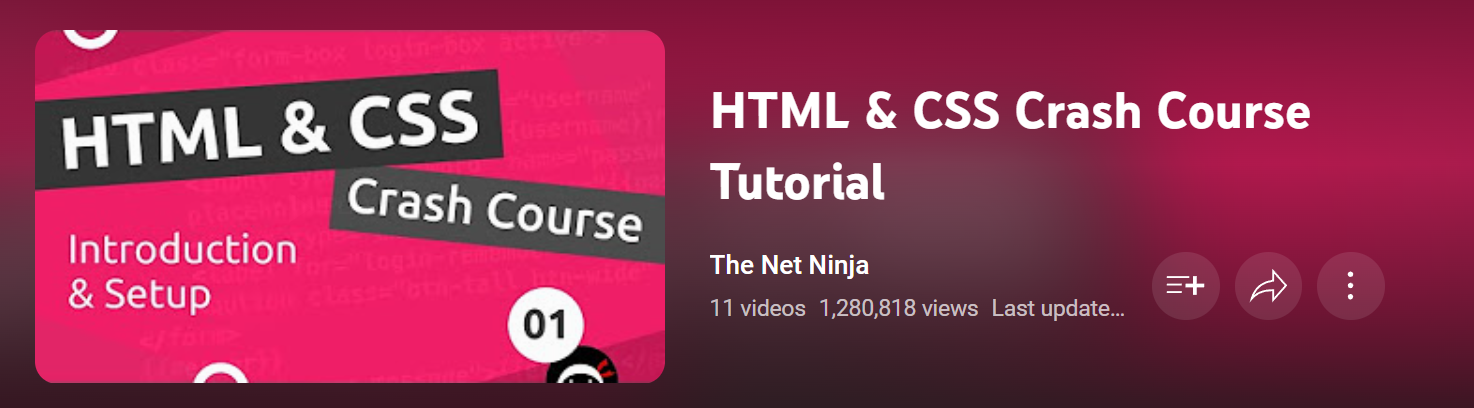 HTML & CSS
Crash Course
Introduction
& Setup
01
HTML & CSS Crash Course
Tutorial
The Net Ninja
11 videos 1,280,818 views Last update...